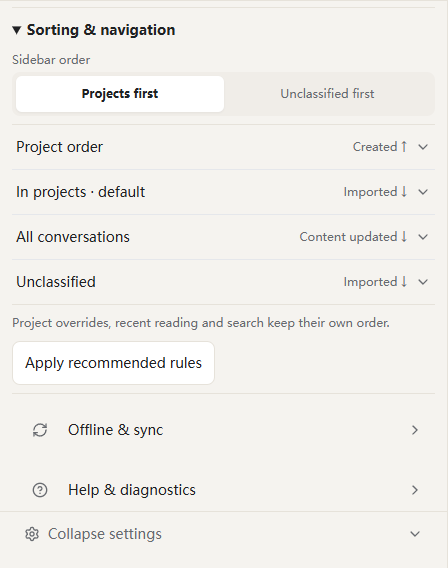 ▼ Sorting & navigation
Sidebar order
Projects first
Unclassified first
Project order Created ↑
In projects · default Imported ↓
All conversations Content updated ↓
Unclassified Imported ↓
Project overrides, recent reading and search keep their own order.
Apply recommended rules
Offline & sync
Help & diagnostics
Collapse settings